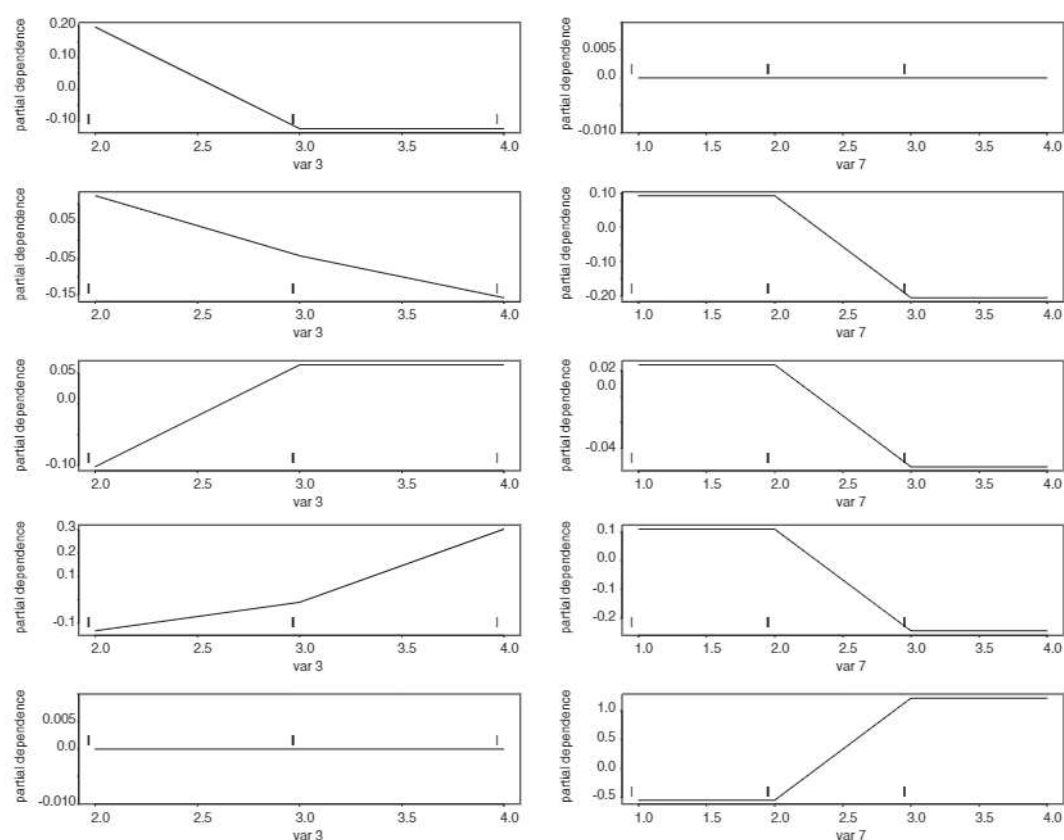 partial dependence
0.20
0.10
0.0
-0.10
2.0 2.5 3.0 3.5 4.0
var 3
partial dependence
0.005
0.0
-0.010
1.0 1.5 2.0 2.5 3.0 3.5 4.0
var 7
partial dependence
0.05
-0.05
-0.15
2.0 2.5 3.0 3.5 4.0
var 3
partial dependence
0.10
0.0
-0.10
-0.20
1.0 1.5 2.0 2.5 3.0 3.5 4.0
var 7
partial dependence
0.05
0.0
-0.10
2.0 2.5 3.0 3.5 4.0
var 3
partial dependence
0.02
0.0
-0.04
1.0 1.5 2.0 2.5 3.0 3.5 4.0
var 7
partial dependence
0.3
0.2
0.1
-0.1
2.0 2.5 3.0 3.5 4.0
var 3
partial dependence
0.1
0.0
-0.1
-0.2
1.0 1.5 2.0 2.5 3.0 3.5 4.0
var 7
partial dependence
0.005
0.0
-0.010
2.0 2.5 3.0 3.5 4.0
var 3
partial dependence
1.0
0.5
0.0
-0.5
1.0 1.5 2.0 2.5 3.0 3.5 4.0
var 7